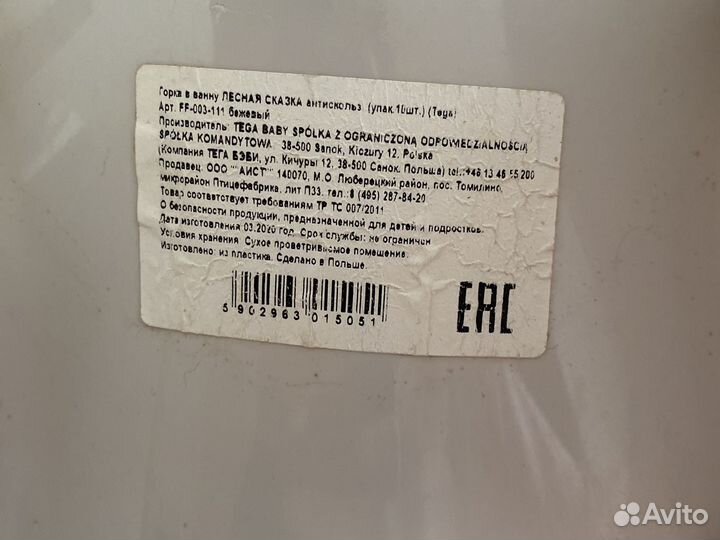 Горка в ванну ЛЕСНАЯ СКАЗКА антискольз. (упак.10шт.) (Tega)
Арт. FF-003-111 бежевый
Производитель: TEGA BABY SPÓLKA Z OGRANICZONĄ ODPOWIEDZIALNOŚCIĄ
SPÓŁKA KOMANDYTOWA 38-500 Sanok, Kiczury 12, Polska
(Компания ТЕГА БЭБИ, ул. Кичуры 12, 38-500 Санок, Польша) tel.:+48 13 46 55 200
Продавец: ООО ""АИСТ"" 140070, М.О. Люберецкий район, пос. Томилино,
микрорайон Птицефабрика, лит П33. тел.:8 (495) 287-84-20
Товар соответствует требованиям ТР ТС 007/2011
О безопасности продукции, предназначенной для детей и подростков.
Дата изготовления 03.2020 год. Срок службы: не ограничен
Условия хранения: Сухое проветриваемое помещение.
Изготовлено: из пластика. Сделано в Польше.
5 902963 015051
EAC
Avito